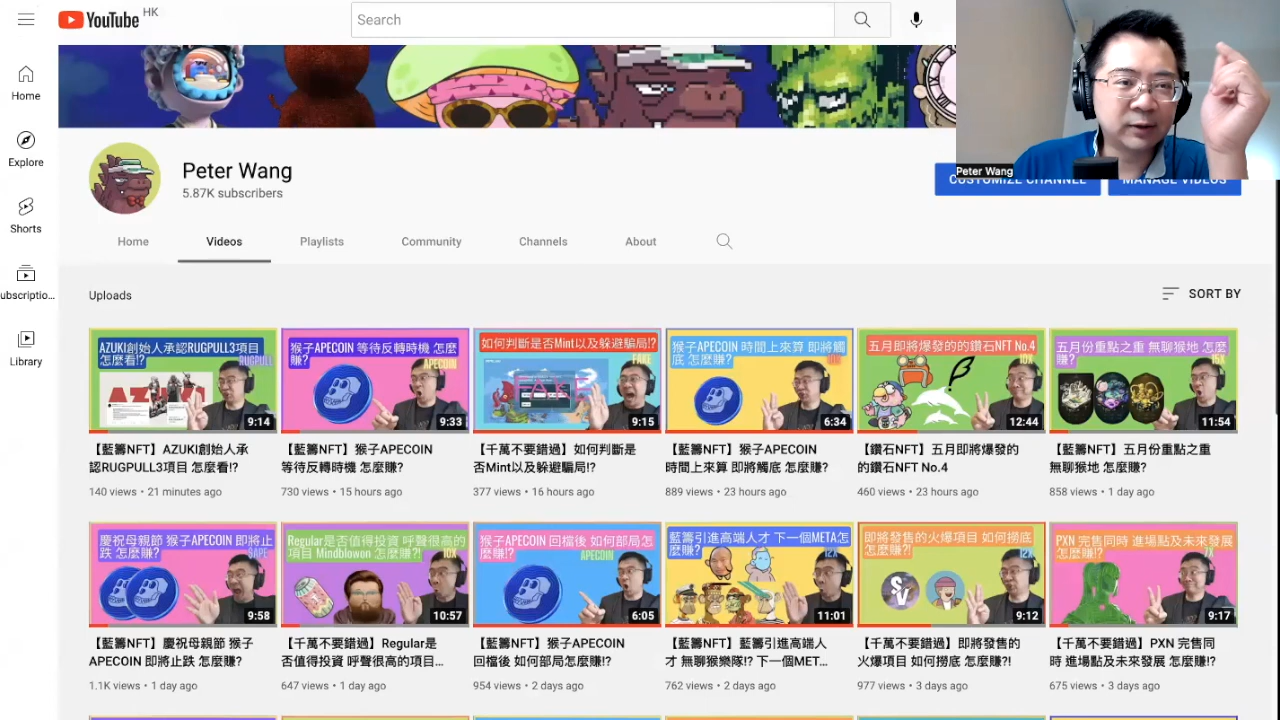 YouTube HK
Search
Home
Explore
Shorts
ubscriptio...
Library
Peter Wang
5.87K subscribers
Peter Wang
CUSTOMIZE CHANNEL
MANAGE VIDEOS
Home
Videos
Playlists
Community
Channels
About
Uploads
SORT BY
AZUKI創始人承認RUGPULL3項目
怎麼看!?
RUGPULL
9:14
猴子APECOIN 等待反轉時機 怎麼
賺?
APECOIN
9:33
如何判斷是否Mint以及躲避騙局!?
FAKE
FAKE
9:15
猴子APECOIN 時間上來算 即將觸
底 怎麼賺?
6:34
五月即將爆發的的鑽石NFT No.4
10X
12:44
五月份重點之重 無聊猴地 怎麼
賺?
15X
11:54
【藍籌NFT】AZUKI創始人承
認RUGPULL3項目 怎麼看!?
140 views • 21 minutes ago
【藍籌NFT】猴子APECOIN
等待反轉時機 怎麼賺?
730 views • 15 hours ago
【千萬不要錯過】如何判斷是
否Mint以及躲避騙局!?
377 views • 16 hours ago
【藍籌NFT】猴子APECOIN
時間上來算 即將觸底 怎麼賺?
889 views • 23 hours ago
【鑽石NFT】五月即將爆發的
的鑽石NFT No.4
460 views • 23 hours ago
【藍籌NFT】五月份重點之重
無聊猴地 怎麼賺?
858 views • 1 day ago
慶祝母親節 猴子APECOIN 即將止
跌 怎麼賺?
$APE
9:58
Regular是否值得投資 呼聲很高的
項目 Mindblowon 怎麼賺?!
10X
10:57
猴子APECOIN 回檔後 如何部局怎
麼賺!?
APECOIN
6:05
藍籌引進高端人才 下一個META怎
麼賺?
12X
11:01
即將發售的火爆項目 如何撈底
怎麼賺?!
12X
9:12
PXN 完售同時 進場點及未來發展
怎麼賺!?
7X
9:17
【藍籌NFT】慶祝母親節 猴子
APECOIN 即將止跌 怎麼賺?
1.1K views • 1 day ago
【千萬不要錯過】Regular是
否值得投資 呼聲很高的項目...
647 views • 1 day ago
【藍籌NFT】猴子APECOIN
回檔後 如何部局怎麼賺!?
954 views • 2 days ago
【藍籌NFT】藍籌引進高端人
才 無聊猴樂隊!? 下一個MET...
762 views • 2 days ago
【千萬不要錯過】即將發售的
火爆項目 如何撈底 怎麼賺?!
977 views • 3 days ago
【千萬不要錯過】PXN 完售同
時 進場點及未來發展 怎麼賺!?
675 views • 3 days ago